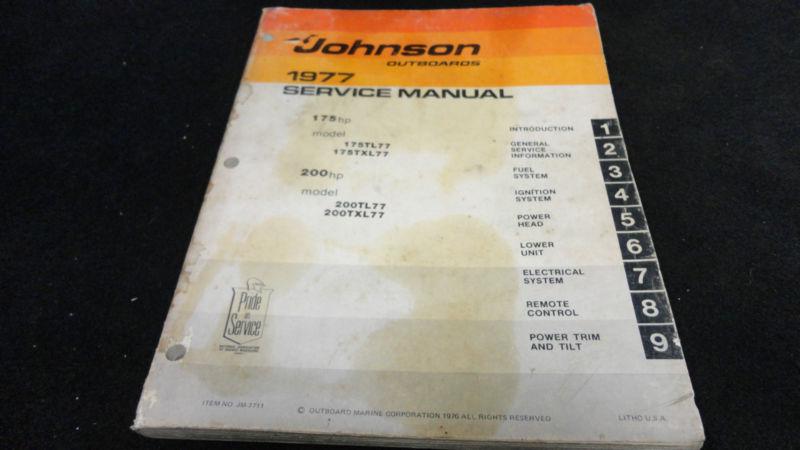 Johnson
OUTBOARDS
1977
SERVICE MANUAL
175hp
model
175TL77
175TXL77
200hp
model
200TL77
200TXL77
INTRODUCTION 1
GENERAL
SERVICE
INFORMATION 2
FUEL
SYSTEM 3
IGNITION
SYSTEM 4
POWER
HEAD 5
LOWER
UNIT 6
ELECTRICAL
SYSTEM 7
REMOTE
CONTROL 8
POWER TRIM
AND TILT 9
Pride
in
Service
ITEM NO. JM-7711
© OUTBOARD MARINE CORPORATION 1976 ALL RIGHTS RESERVED
LITHO U.S.A.